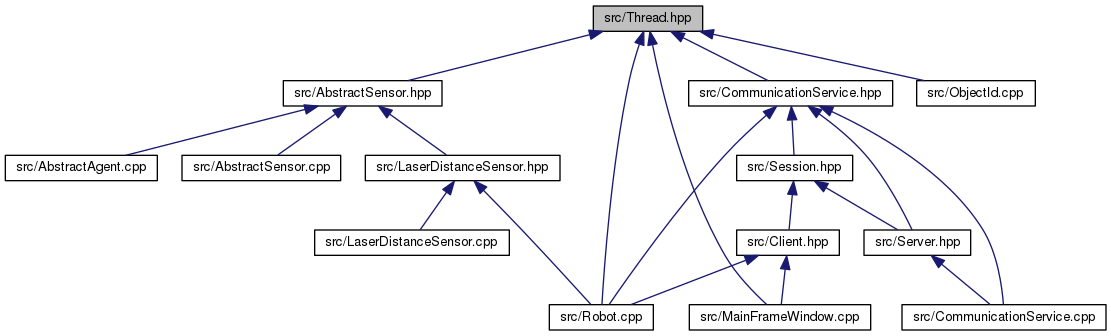 src/Thread.hpp
src/AbstractSensor.hpp
src/CommunicationService.hpp
src/ObjectId.cpp
src/AbstractAgent.cpp
src/AbstractSensor.cpp
src/LaserDistanceSensor.hpp
src/Session.hpp
src/LaserDistanceSensor.cpp
src/Client.hpp
src/Server.hpp
src/Robot.cpp
src/MainFrameWindow.cpp
src/CommunicationService.cpp